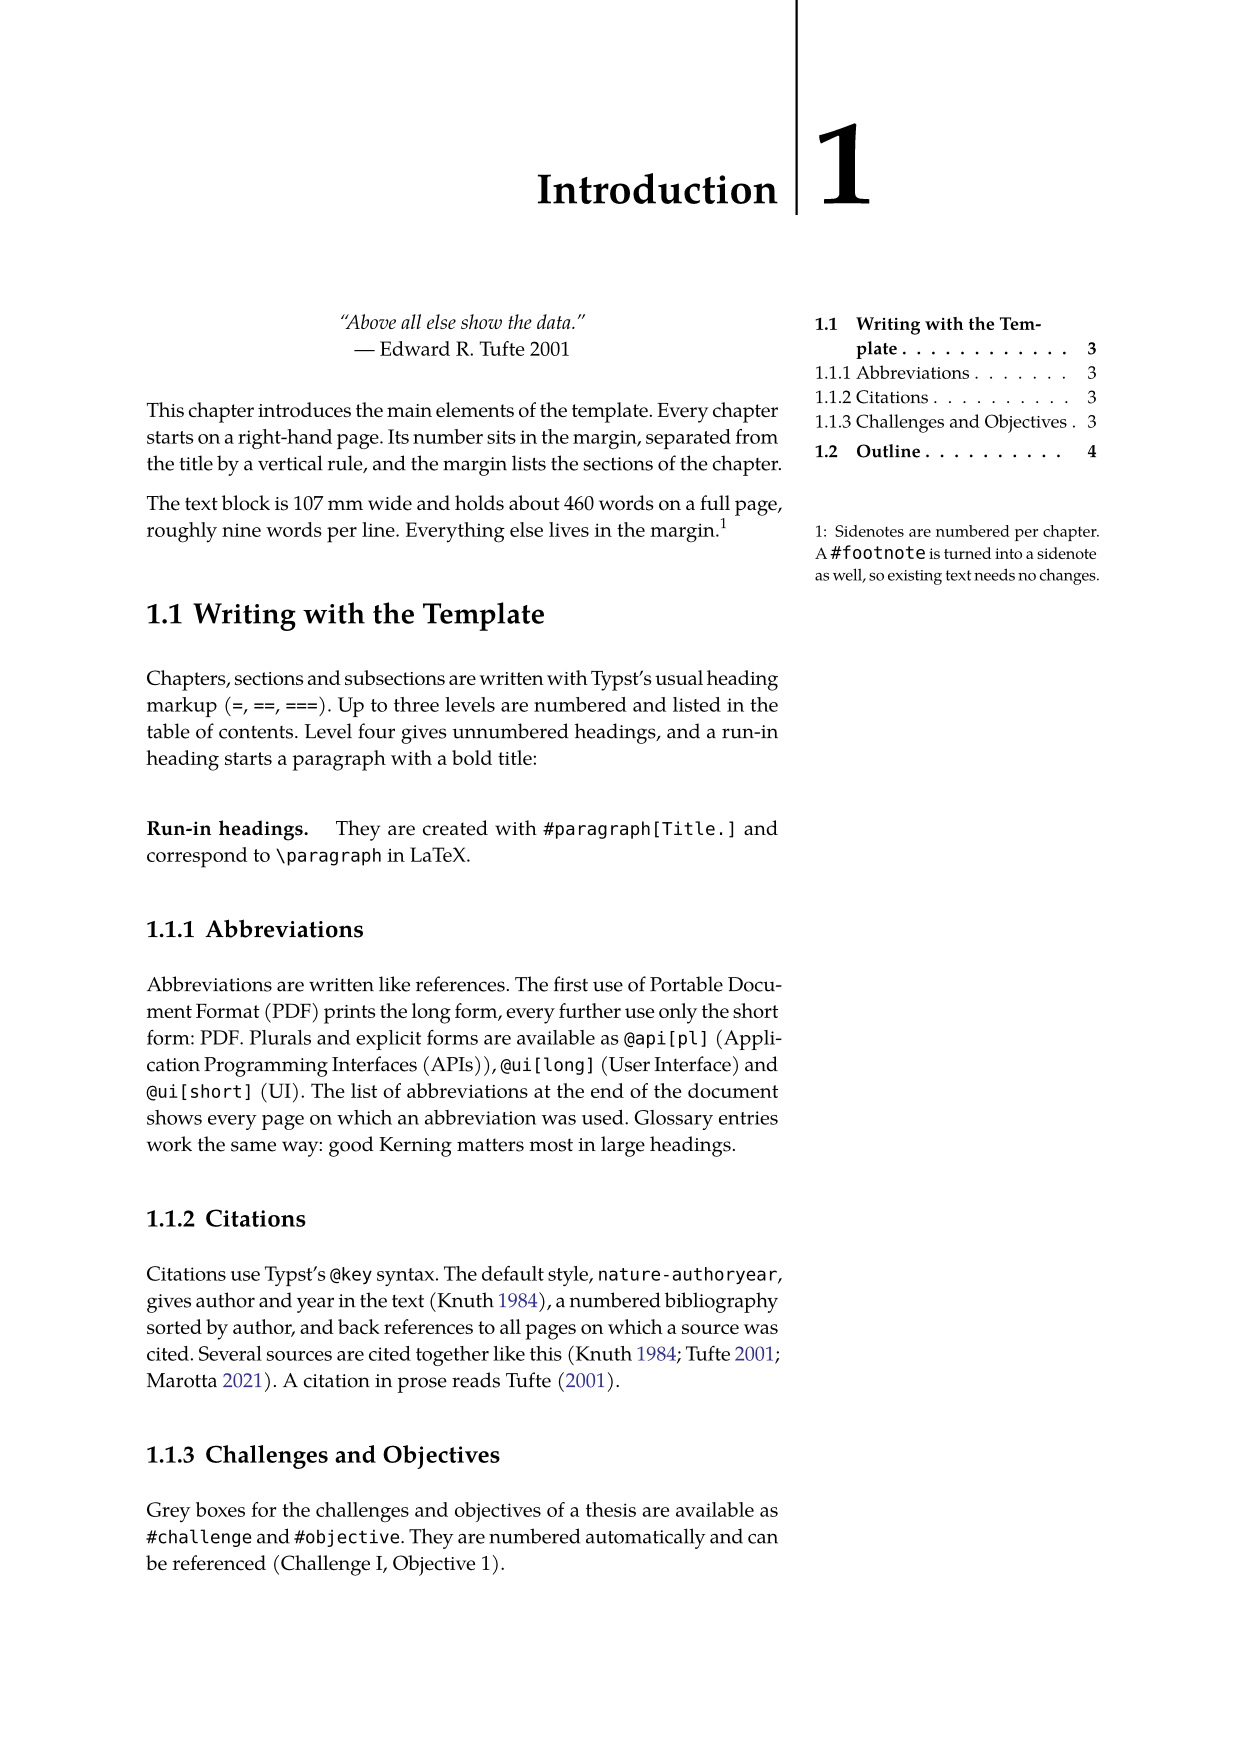 Introduction
1
“Above all else show the data.”
— Edward R. Tufte 2001
This chapter introduces the main elements of the template. Every chapter
starts on a right-hand page. Its number sits in the margin, separated from
the title by a vertical rule, and the margin lists the sections of the chapter.
The text block is 107 mm wide and holds about 460 words on a full page,
roughly nine words per line. Everything else lives in the margin.1
1.1 Writing with the Tem-
plate . . . . . . . . . . . . 3
1.1.1 Abbreviations . . . . . . . 3
1.1.2 Citations . . . . . . . . . . 3
1.1.3 Challenges and Objectives . 3
1.2 Outline . . . . . . . . . . 4
1: Sidenotes are numbered per chapter.
A #footnote is turned into a sidenote
as well, so existing text needs no changes.
1.1 Writing with the Template
Chapters, sections and subsections are written with Typst’s usual heading
markup (=, ==, ===). Up to three levels are numbered and listed in the
table of contents. Level four gives unnumbered headings, and a run-in
heading starts a paragraph with a bold title:
Run-in headings. They are created with #paragraph[Title.] and
correspond to \paragraph in LaTeX.
1.1.1 Abbreviations
Abbreviations are written like references. The first use of Portable Docu-
ment Format (PDF) prints the long form, every further use only the short
form: PDF. Plurals and explicit forms are available as @api[pl] (Appli-
cation Programming Interfaces (APIs)), @ui[long] (User Interface) and
@ui[short] (UI). The list of abbreviations at the end of the document
shows every page on which an abbreviation was used. Glossary entries
work the same way: good Kerning matters most in large headings.
1.1.2 Citations
Citations use Typst’s @key syntax. The default style, nature-authoryear,
gives author and year in the text (Knuth 1984), a numbered bibliography
sorted by author, and back references to all pages on which a source was
cited. Several sources are cited together like this (Knuth 1984; Tufte 2001;
Marotta 2021). A citation in prose reads Tufte (2001).
1.1.3 Challenges and Objectives
Grey boxes for the challenges and objectives of a thesis are available as
#challenge and #objective. They are numbered automatically and can
be referenced (Challenge I, Objective 1).